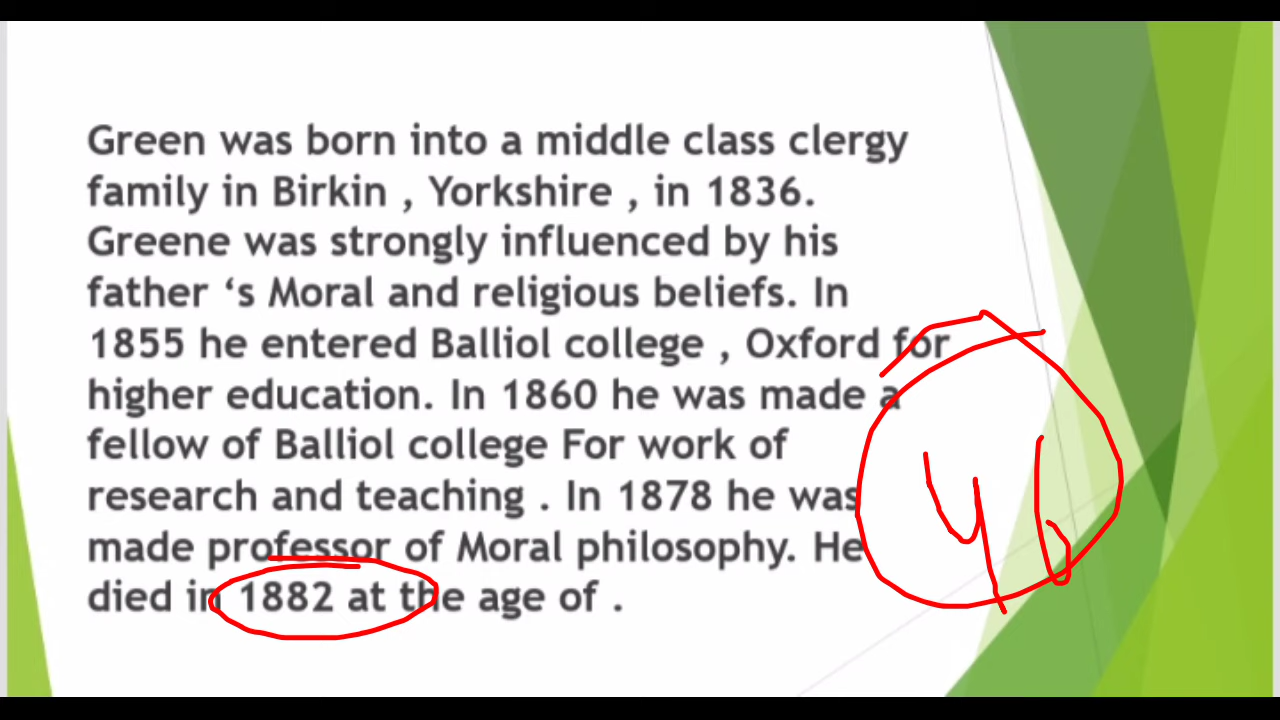 Green was born into a middle class clergy
family in Birkin , Yorkshire , in 1836.
Greene was strongly influenced by his
father ‘s Moral and religious beliefs. In
1855 he entered Balliol college , Oxford for
higher education. In 1860 he was made a
fellow of Balliol college For work of
research and teaching . In 1878 he was
made professor of Moral philosophy. He
died in 1882 at the age of .
46